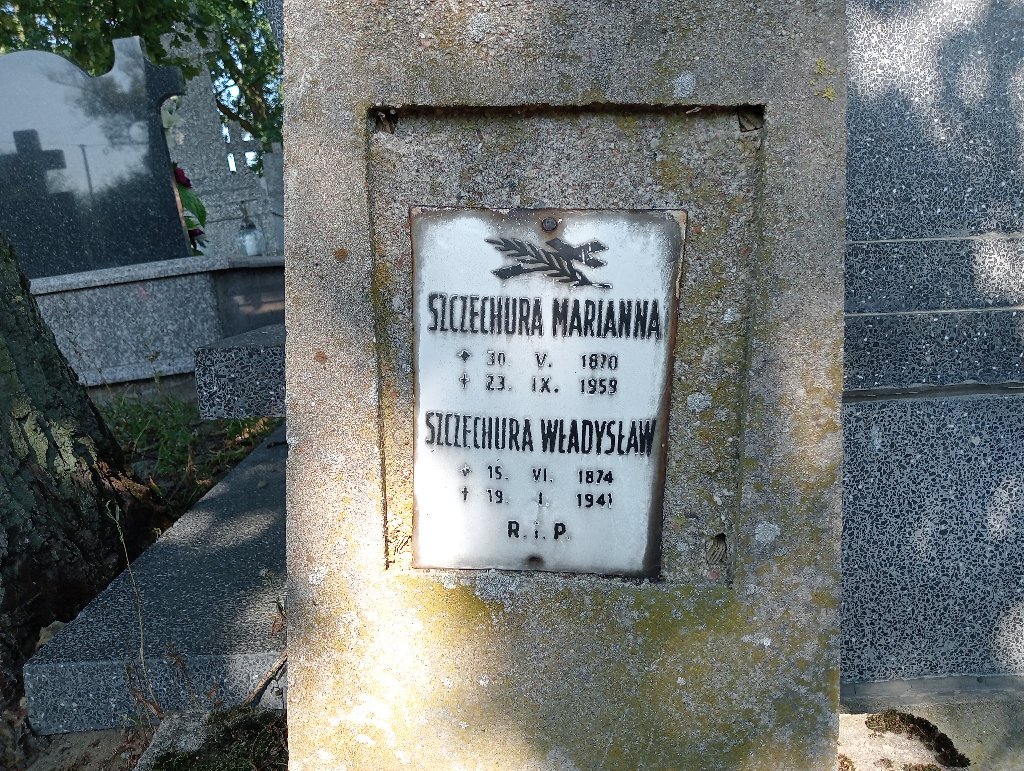 SZCZECHURA MARIANNA
* 30. V. 1870
† 23. IX. 1959
SZCZECHURA WŁADYSŁAW
* 15. VI. 1874
† 19. I. 1941
R. i. P.